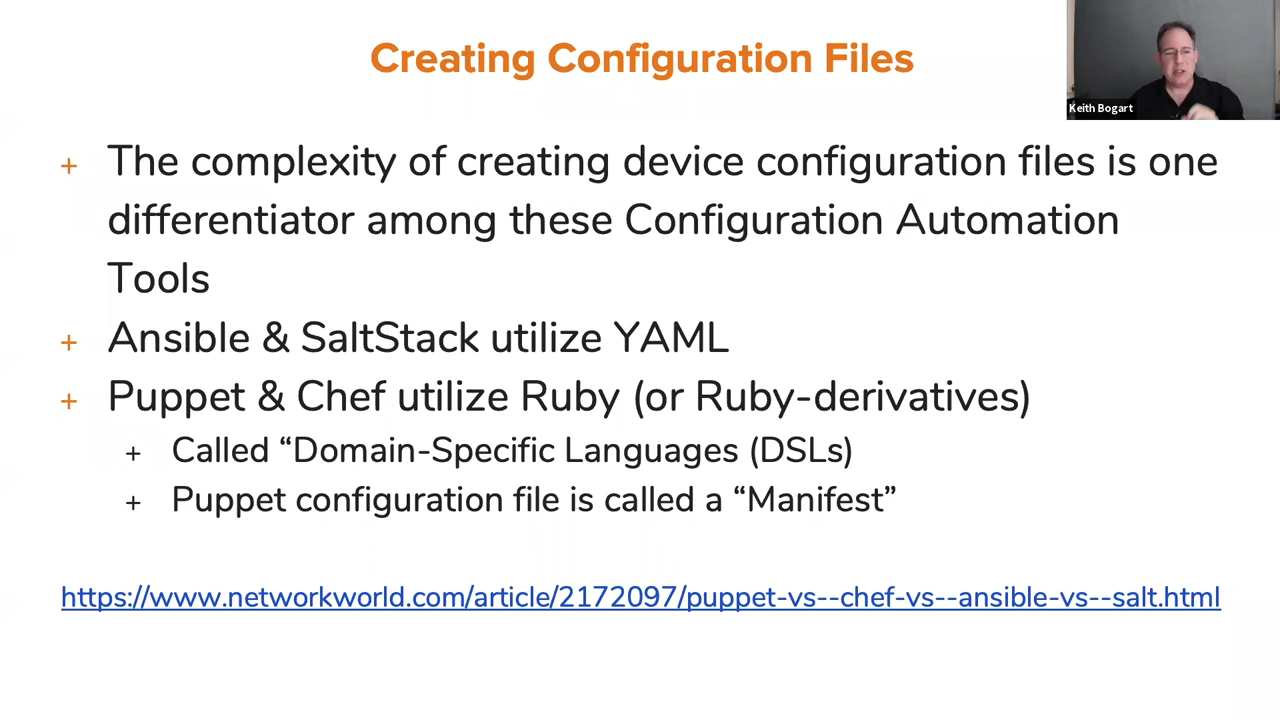 Creating Configuration Files
Keith Bogart
+ The complexity of creating device configuration files is one
differentiator among these Configuration Automation
Tools
+ Ansible & SaltStack utilize YAML
+ Puppet & Chef utilize Ruby (or Ruby-derivatives)
+ Called “Domain-Specific Languages (DSLs)
+ Puppet configuration file is called a “Manifest”
https://www.networkworld.com/article/2172097/puppet-vs--chef-vs--ansible-vs--salt.html